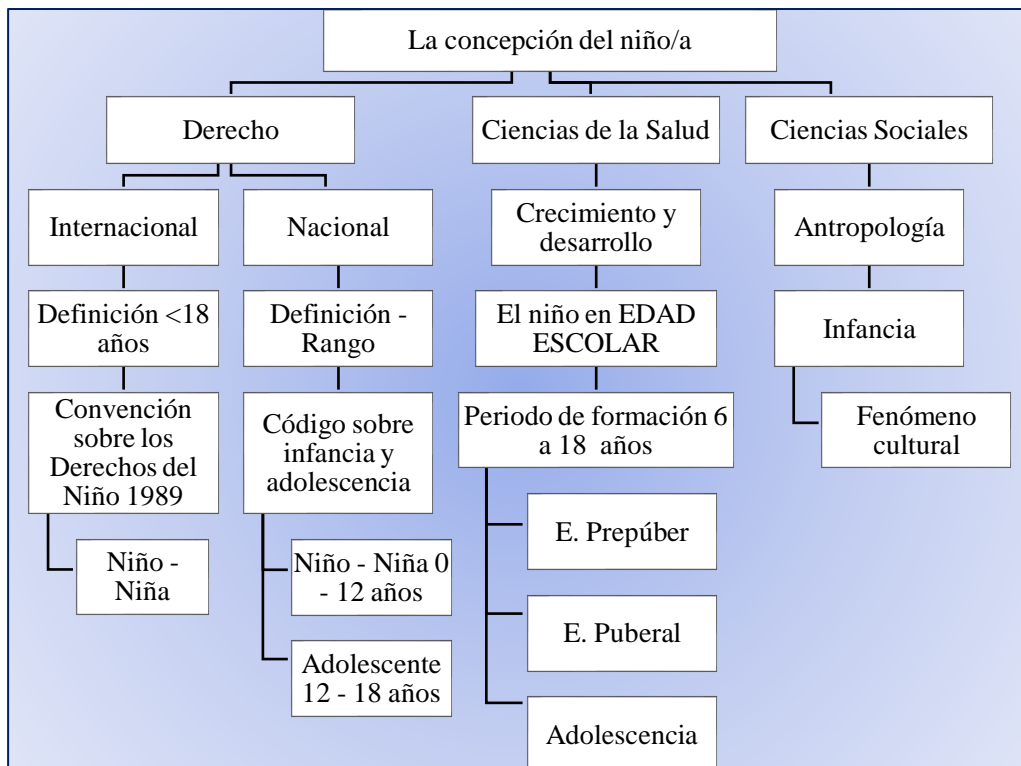 La concepción del niño/a
Derecho
Ciencias de la Salud
Ciencias Sociales
Internacional
Nacional
Crecimiento y
desarrollo
Antropología
Definición <18
años
Definición -
Rango
El niño en EDAD
ESCOLAR
Infancia
Convención
sobre los
Derechos del
Niño 1989
Código sobre
infancia y
adolescencia
Periodo de formación 6
a 18 años
Fenómeno
cultural
Niño -
Niña
Niño - Niña 0
- 12 años
Adolescente
12 - 18 años
E. Prepúber
E. Puberal
Adolescencia